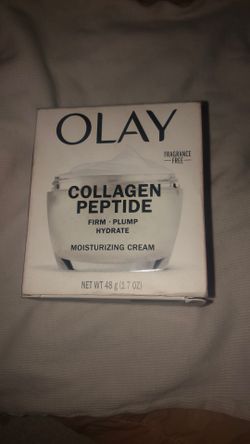 OLAY
FRAGRANCE
FREE
COLLAGEN
PEPTIDE
FIRM · PLUMP
HYDRATE
MOISTURIZING CREAM
NET WT 48 g (1.7 OZ)